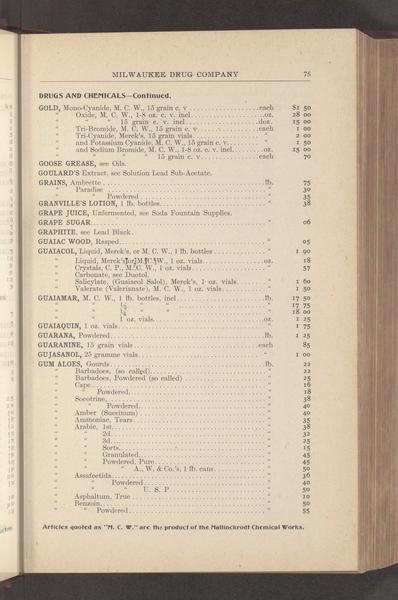 MILWAUKEE DRUG COMPANY 75
DRUGS AND CHEMICALS—Continued.
GOLD, Mono-Cyanide, M. C. W., 15 grain c. v. each $1 50
" Oxide, M. C. W., 1-8 oz. c. v. incl. oz. 28 00
" " 15 grain c. v. incl. doz. 15 00
" Tri-Bromide, M. C. W., 15 grain c. v. each 1 00
" Tri-Cyanide, Merck's, 15 grain vials " 2 00
" and Potassium Cyanide, M. C. W., 15 grain c. v. " 1 50
" and Sodium Bromide, M. C. W., 1-8 oz. c. v. incl. oz. 15 00
" " " " 15 grain c. v. each 70
GOOSE GREASE, see Oils.
GOULARD'S Extract, see Solution Lead Sub-Acetate.
GRAINS, Ambrette lb. 75
" Paradise " 30
" " Powdered " 35
GRANVILLE'S LOTION, 1 lb. bottles " 38
GRAPE JUICE, Unfermented, see Soda Fountain Supplies.
GRAPE SUGAR " 06
GRAPHITE, see Lead Black.
GUAIAC WOOD, Rasped " 05
GUAIACOL, Liquid, Merck's, or M. C. W., 1 lb. bottles " 1 90
" Liquid, Merck's, or M. C. W., 1 oz. vials oz. 18
" Crystals, C. P., M. C. W., 1 oz. vials " 57
" Carbonate, see Duotol.
" Salicylate, (Guaiacol Salol), Merck's, 1 oz. vials " 1 60
" Valerate (Valerianate), M. C. W., 1 oz. vials " 1 50
GUAIAMAR, M. C. W., 1 lb. bottles, incl lb. 17 50
" " ½ " " " 17 75
" " ¼ " " " 18 00
" " 1 oz. vials oz. 1 25
GUAIAQUIN, 1 oz. vials " 1 75
GUARANA, Powdered lb. 1 25
GUARANINE, 15 grain vials each 85
GUJASANOL, 25 gramme vials " 1 00
GUM ALOES, Gourds lb. 22
" Barbadoes, (so called) " 22
" Barbadoes, Powdered (so called) " 25
" Cape " 16
" " Powdered " 18
" Socotrine " 38
" " Powdered " 40
" Amber (Succinum) " 40
" Ammoniac, Tears " 35
" Arabic, 1st " 38
" " 2d " 32
" " 3d " 25
" " Sorts " 15
" " Granulated " 45
" " Powdered, Pure " 45
" " " A., W. & Co.'s, 1 lb. cans " 50
" Assafoetida " 36
" " Powdered " 40
" " " U. S. P " 50
" Asphaltum, True " 10
" Benzoin " 50
" " Powdered " 55
Articles quoted as "M. C. W." are the product of the Mallinckrodt Chemical Works.